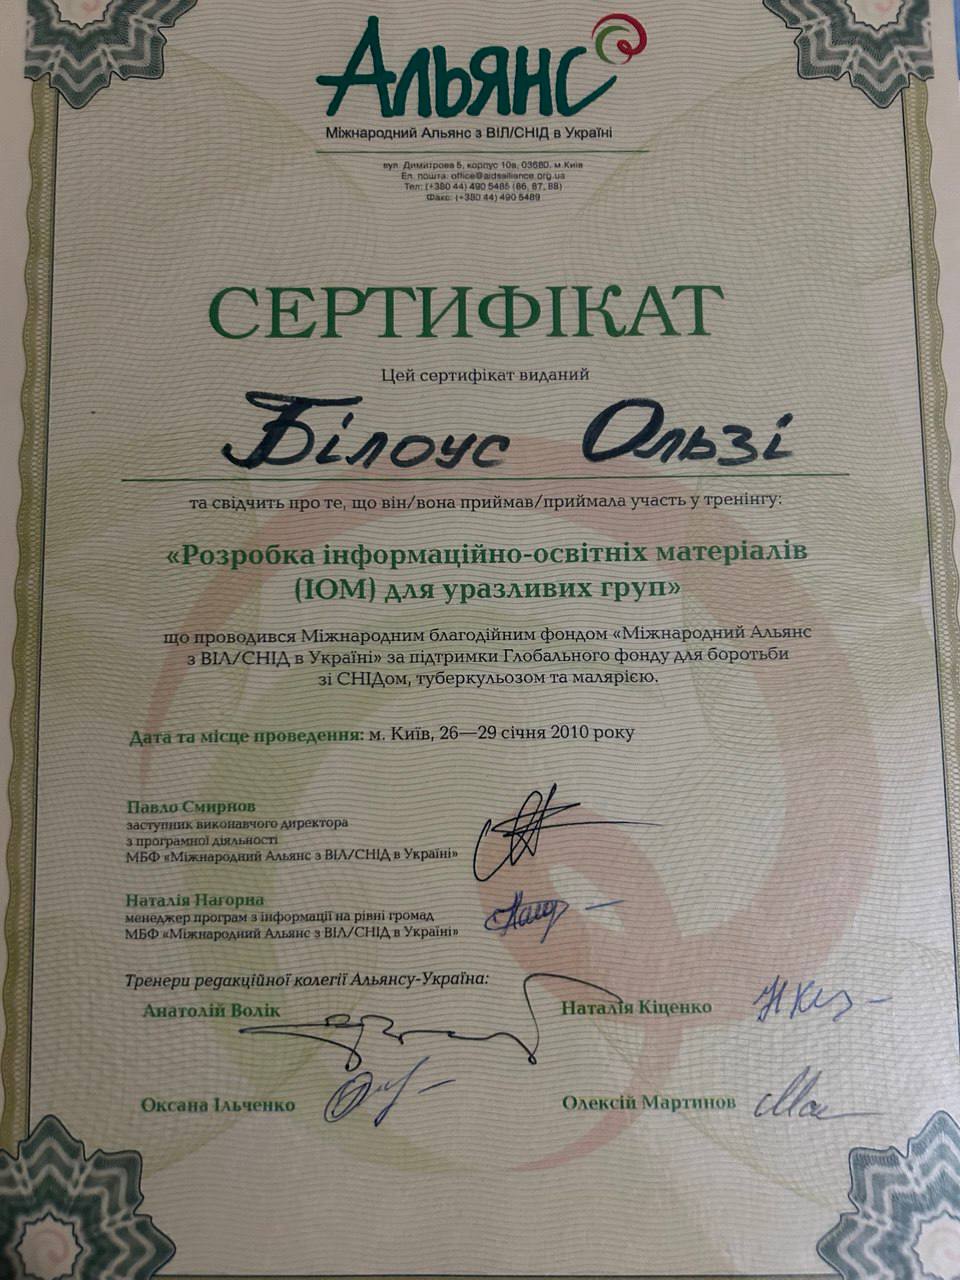 Альянс
Міжнародний Альянс з ВІЛ/СНІД в Україні
вул. Димитрова 5, корпус 10в, 03680, м.Київ
Ел. пошта: office@aidsalliance.org.ua
Тел: (+380 44) 490 5485 (86, 87, 88)
Факс: (+380 44) 490 5489
СЕРТИФІКАТ
Цей сертифікат виданий
Білоус Ользі
та свідчить про те, що він/вона приймав/приймала участь у тренінгу:
«Розробка інформаційно-освітніх матеріалів
(ІОМ) для уразливих груп»
що проводився Міжнародним благодійним фондом «Міжнародний Альянс
з ВІЛ/СНІД в Україні» за підтримки Глобального фонду для боротьби
зі СНІДом, туберкульозом та малярією.
Дата та місце проведення: м. Київ, 26—29 січня 2010 року
Павло Смирнов
заступник виконавчого директора
з програмної діяльності
МБФ «Міжнародний Альянс з ВІЛ/СНІД в Україні»
Наталія Нагорна
менеджер програм з інформації на рівні громад
МБФ «Міжнародний Альянс з ВІЛ/СНІД в Україні»
Тренери редакційної колегії Альянсу-Україна:
Анатолій Волік Наталія Кіценко
Оксана Ільченко Олексій Мартинов